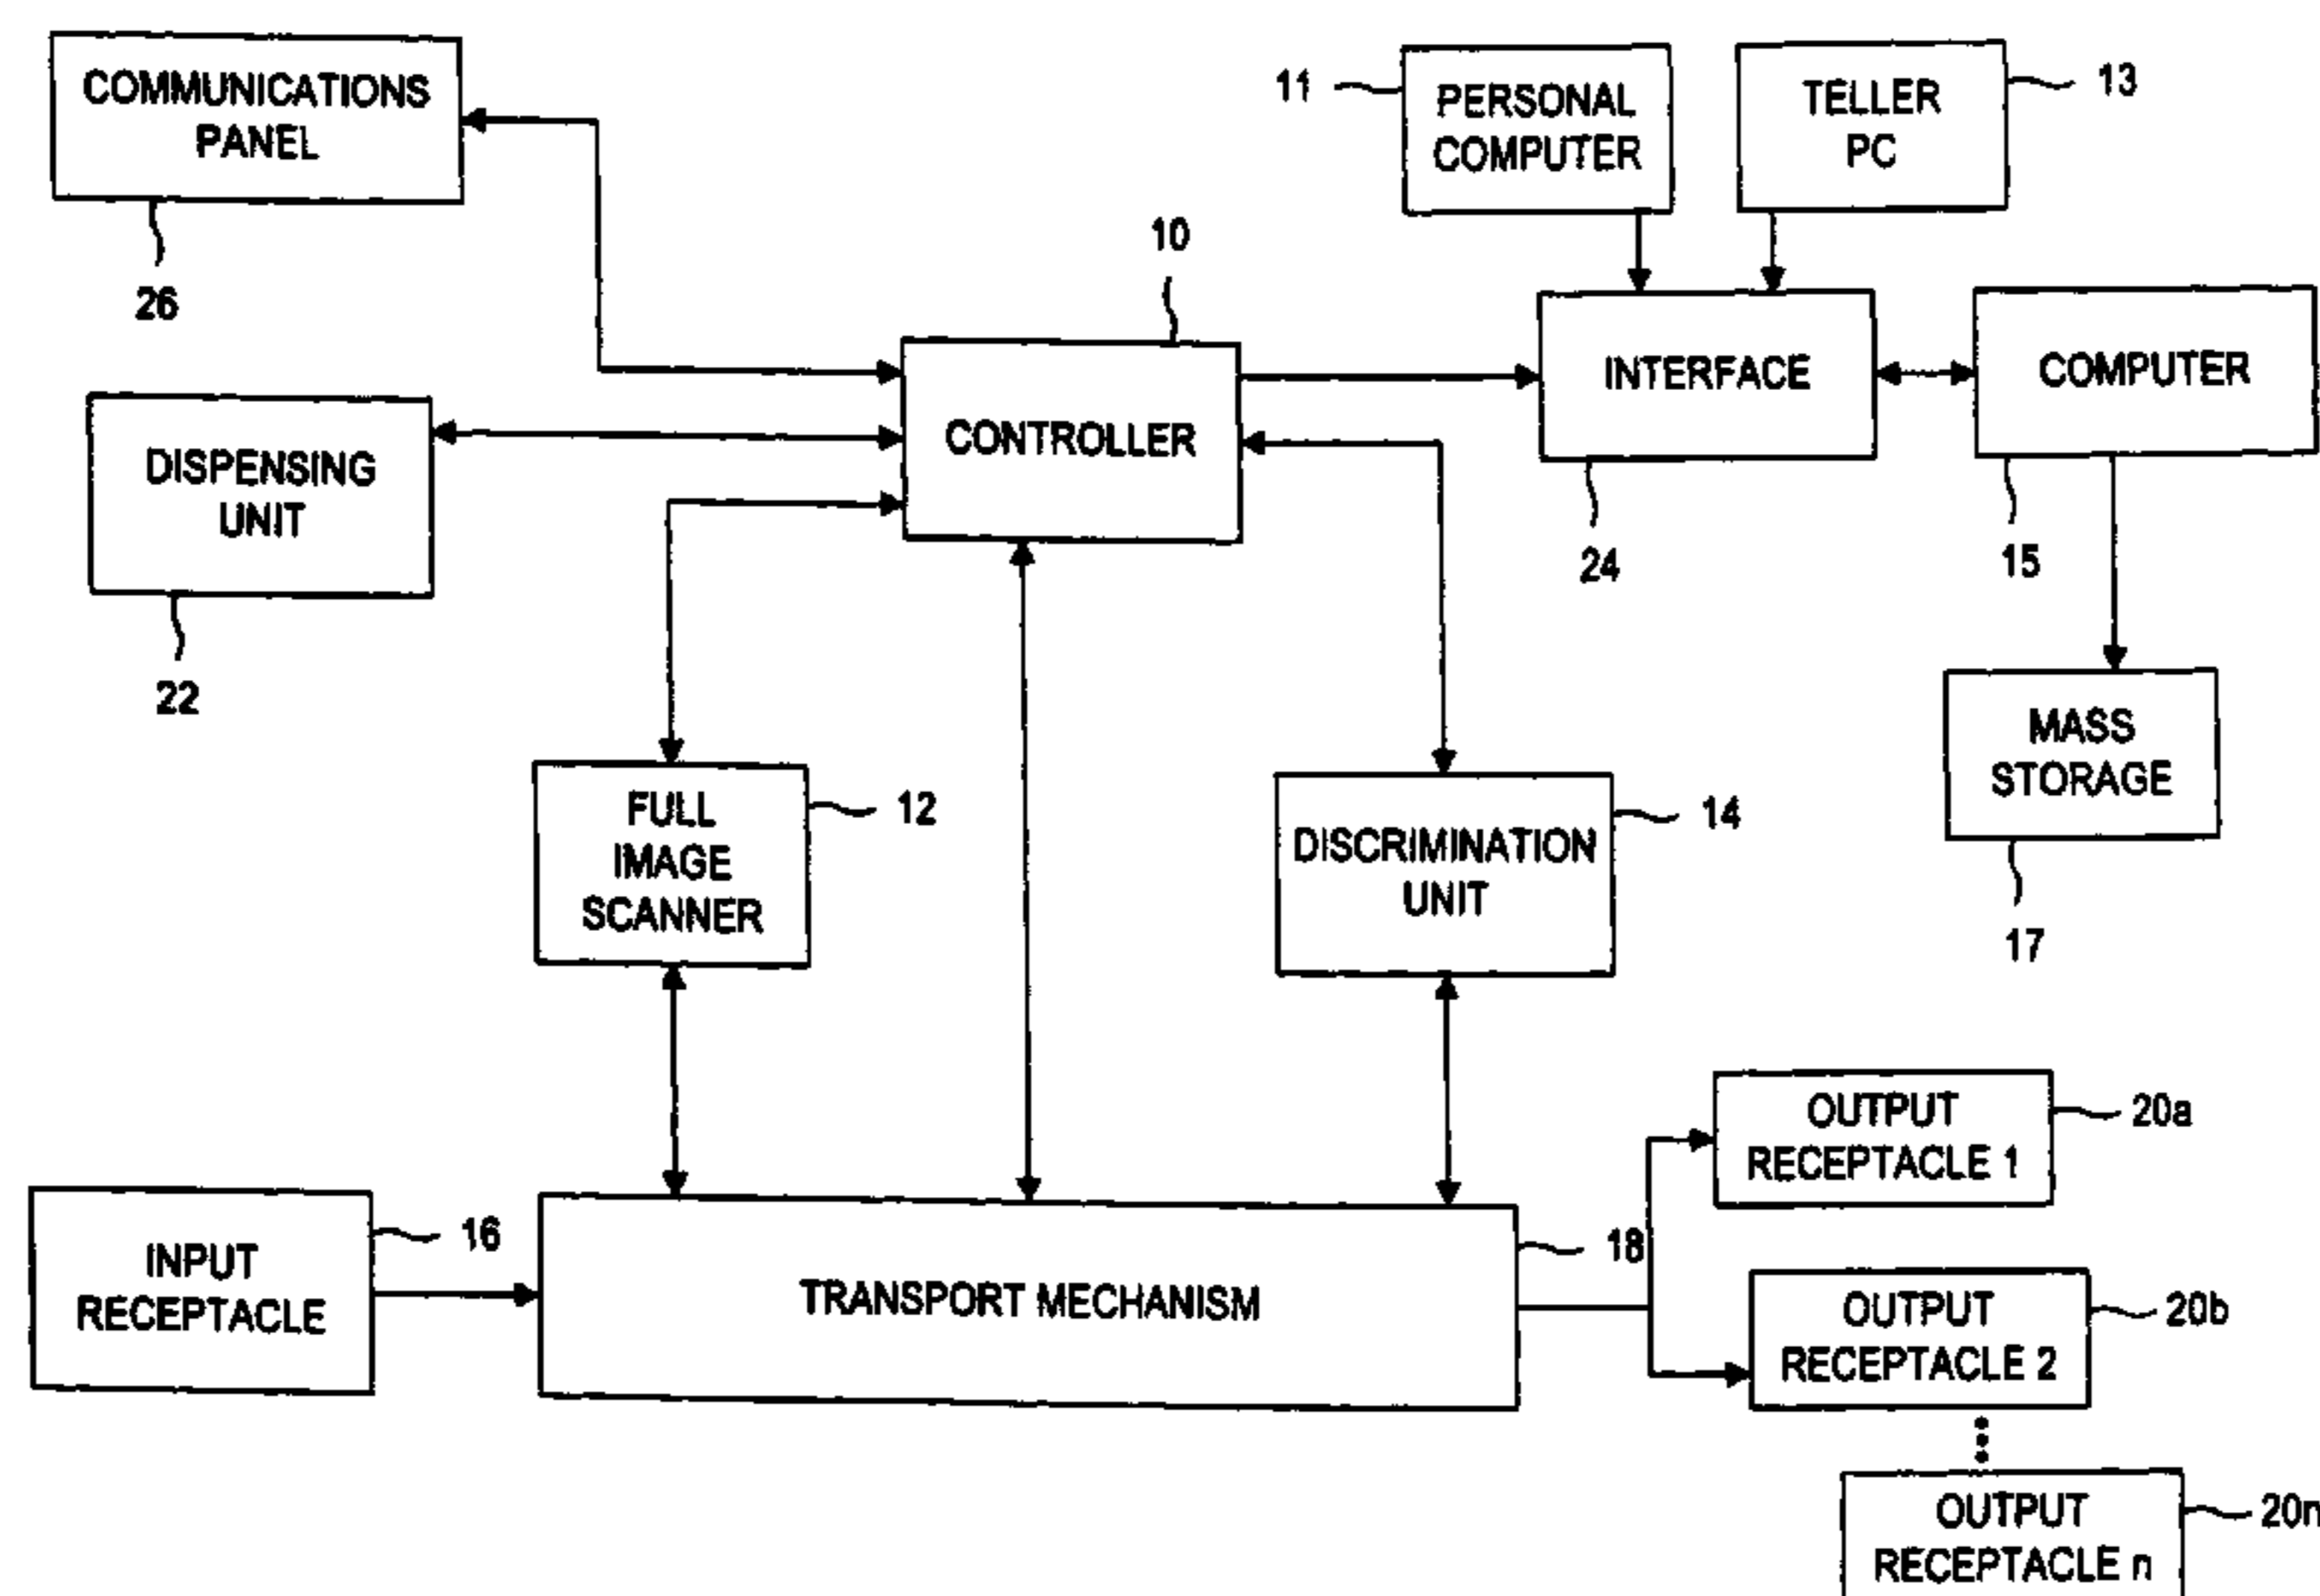 COMMUNICATIONS
PANEL
26
11
PERSONAL
COMPUTER
TELLER
PC
13
10
CONTROLLER
INTERFACE
24
COMPUTER
15
DISPENSING
UNIT
22
MASS
STORAGE
17
FULL
IMAGE
SCANNER
12
DISCRIMINATION
UNIT
14
INPUT
RECEPTACLE
16
TRANSPORT MECHANISM
18
OUTPUT
RECEPTACLE 1
20a
OUTPUT
RECEPTACLE 2
20b
OUTPUT
RECEPTACLE n
20n